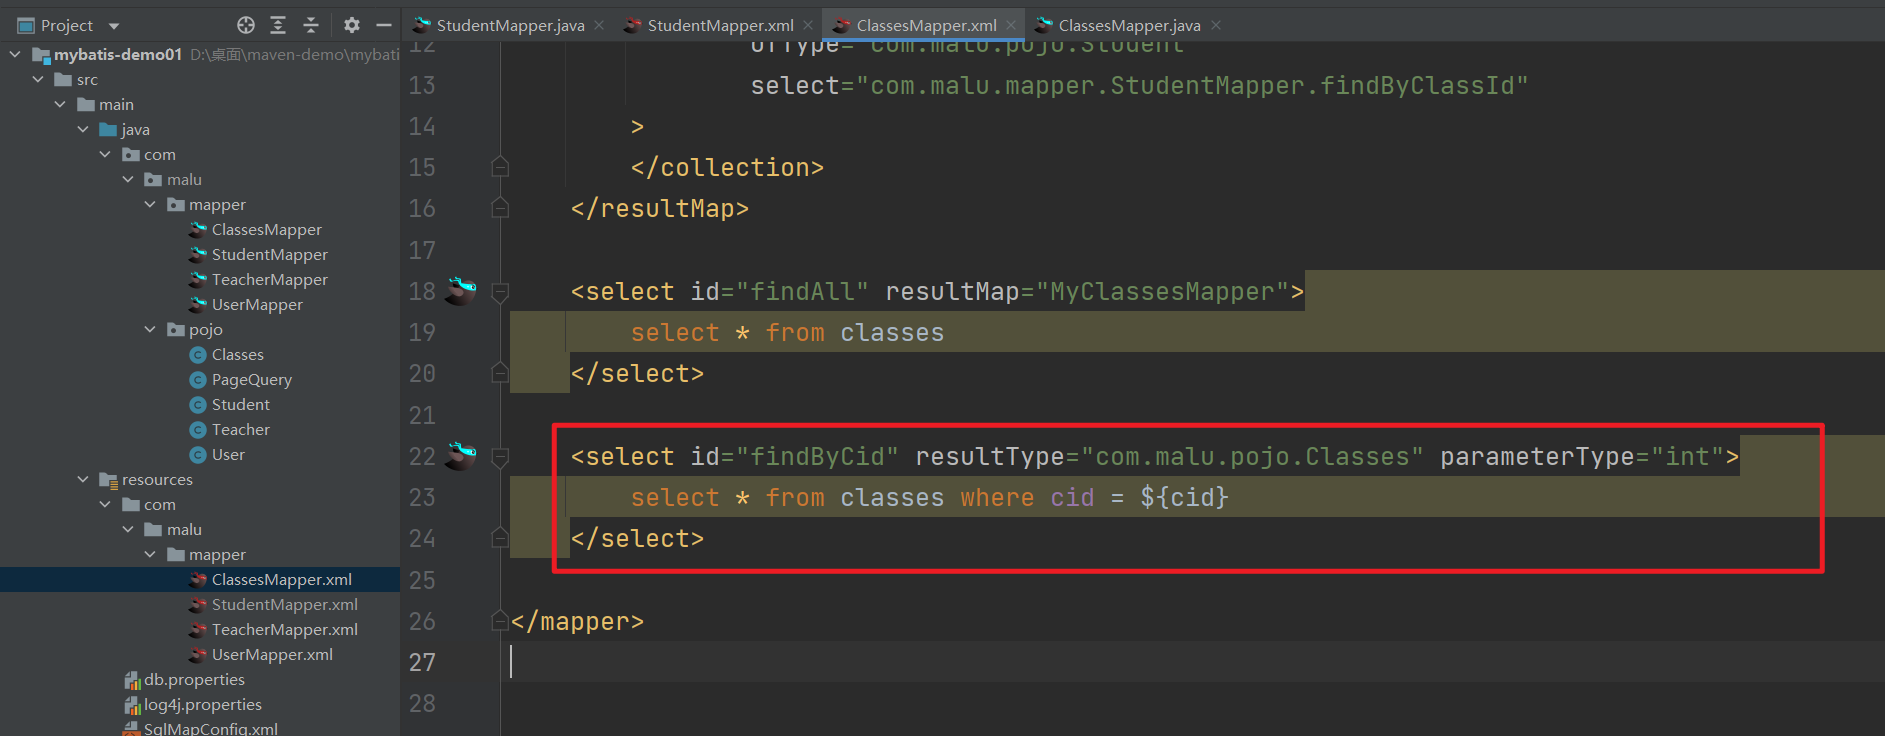 Project
StudentMapper.java
StudentMapper.xml
ClassesMapper.xml
ClassesMapper.java
mybatis-demo01 D:\桌面\maven-demo\mybati
src
main
java
com
malu
mapper
ClassesMapper
StudentMapper
TeacherMapper
UserMapper
pojo
Classes
PageQuery
Student
Teacher
User
resources
com
malu
mapper
ClassesMapper.xml
StudentMapper.xml
TeacherMapper.xml
UserMapper.xml
db.properties
log4j.properties
SqlMapConfig.xml
12 ofType="com.malu.pojo.Student"
13 select="com.malu.mapper.StudentMapper.findByClassId"
14 >
15 </collection>
16 </resultMap>
17
18 <select id="findAll" resultMap="MyClassesMapper">
19 select * from classes
20 </select>
21
22 <select id="findByCid" resultType="com.malu.pojo.Classes" parameterType="int">
23 select * from classes where cid = ${cid}
24 </select>
25
26 </mapper>
27
28